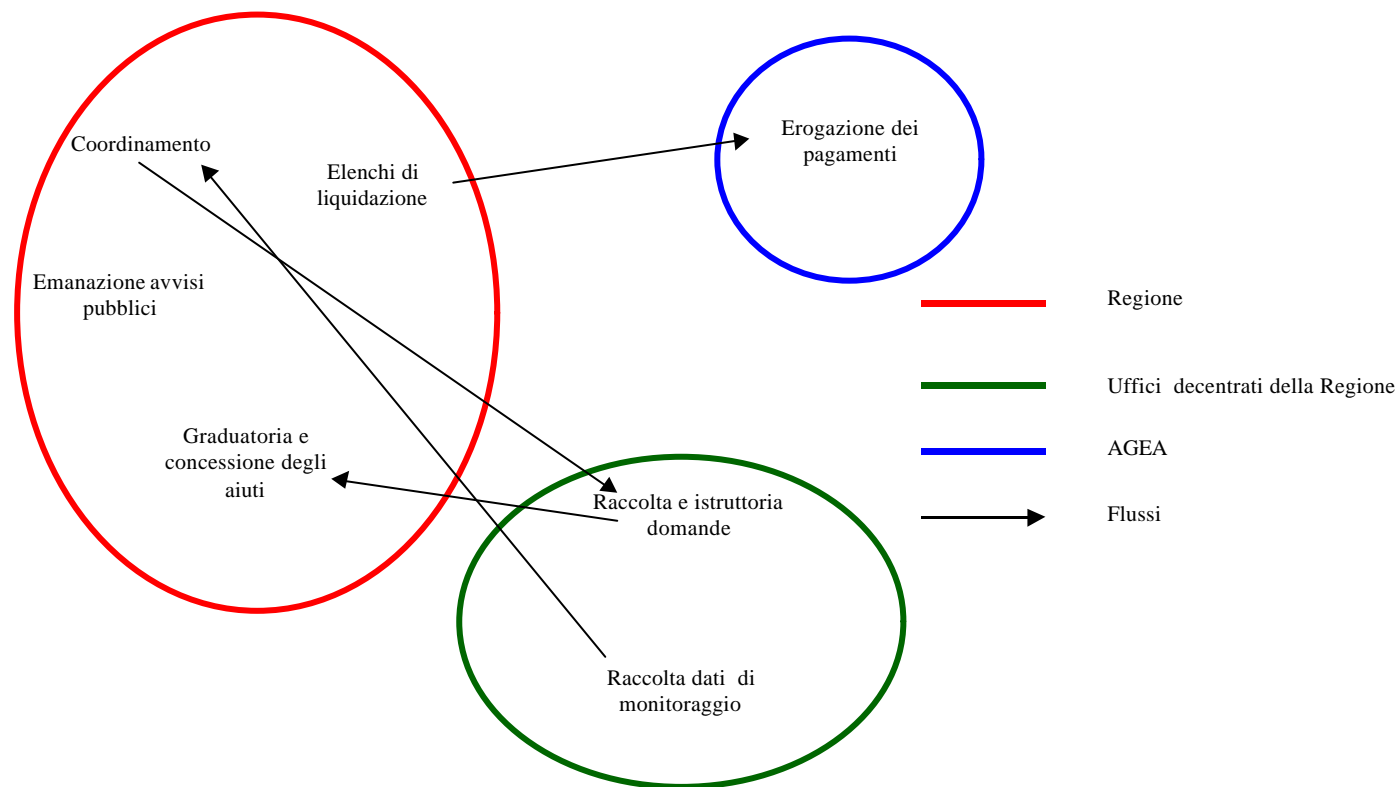 Coordinamento
Elenchi di
liquidazione
Emanazione avvisi
pubblici
Graduatoria e
concessione degli
aiuti
Erogazione dei
pagamenti
Raccolta e istruttoria
domande
Raccolta dati di
monitoraggio
Regione
Uffici decentrati della Regione
AGEA
Flussi